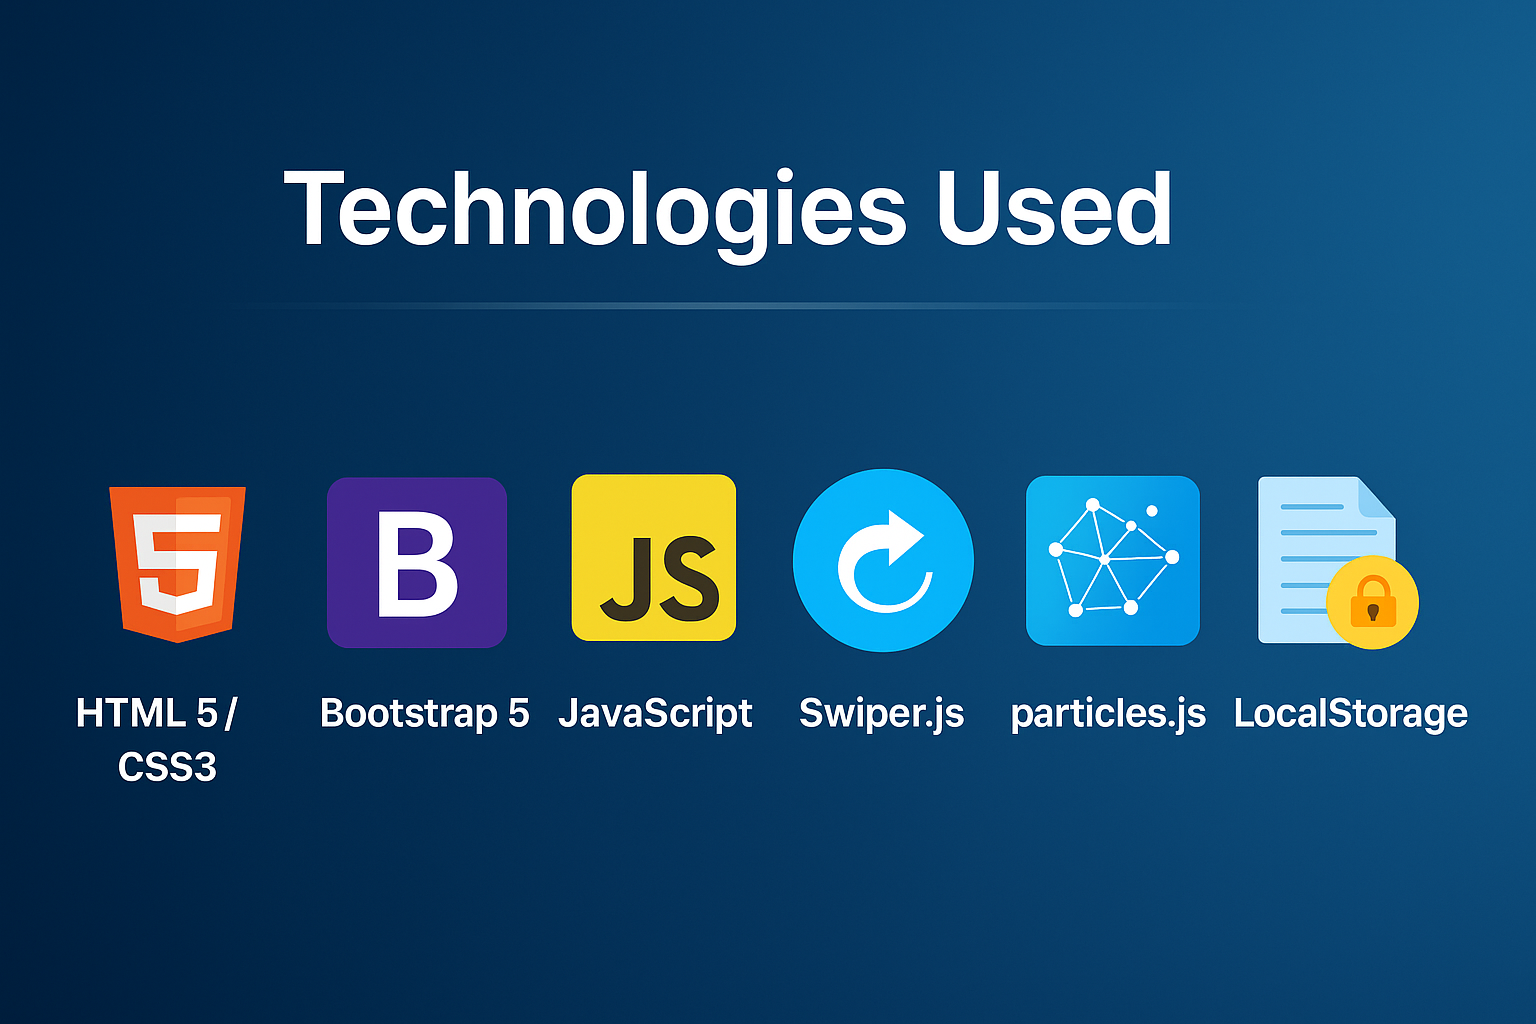 Technologies Used
5
B
JS
HTML 5 /
CSS3
Bootstrap 5
JavaScript
Swiper.js
particles.js
LocalStorage